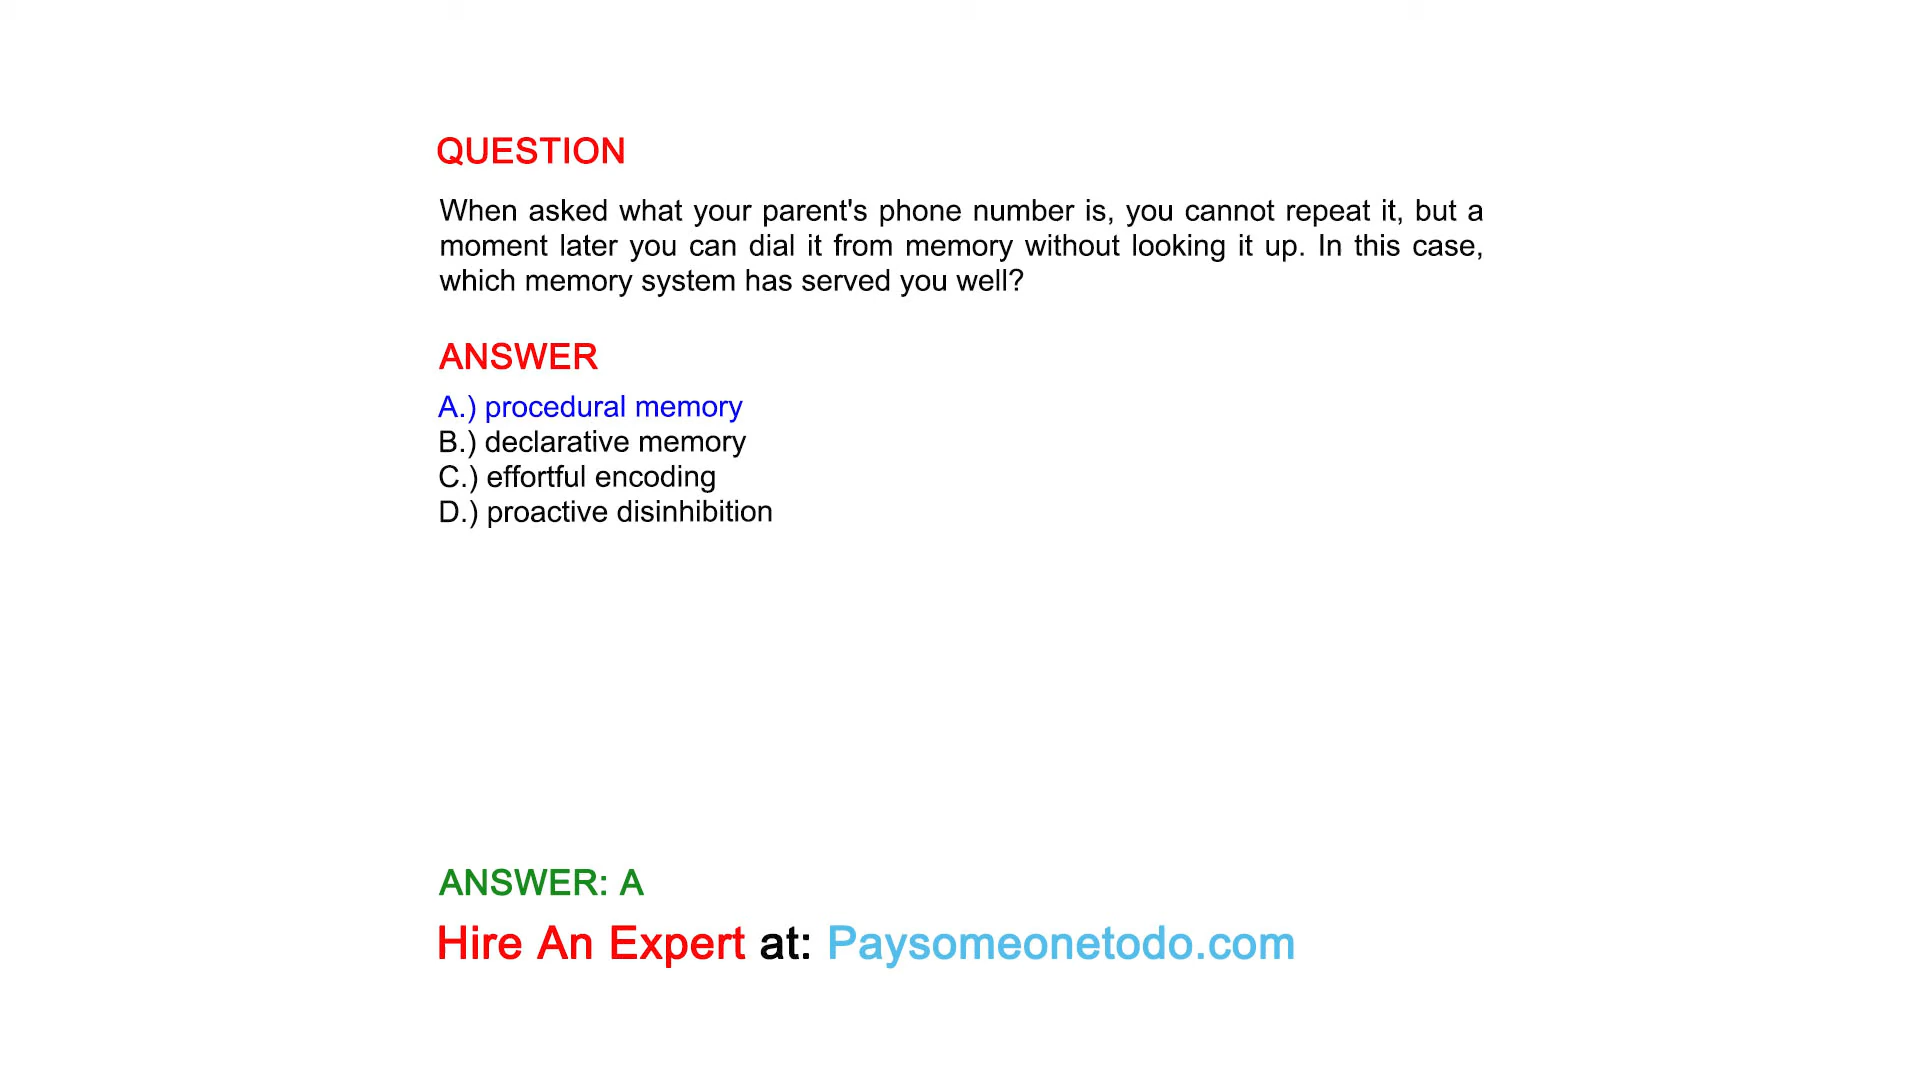 QUESTION
When asked what your parent's phone number is, you cannot repeat it, but a
moment later you can dial it from memory without looking it up. In this case,
which memory system has served you well?
ANSWER
A.) procedural memory
B.) declarative memory
C.) effortful encoding
D.) proactive disinhibition
ANSWER: A
Hire An Expert at: Paysomeonetodo.com